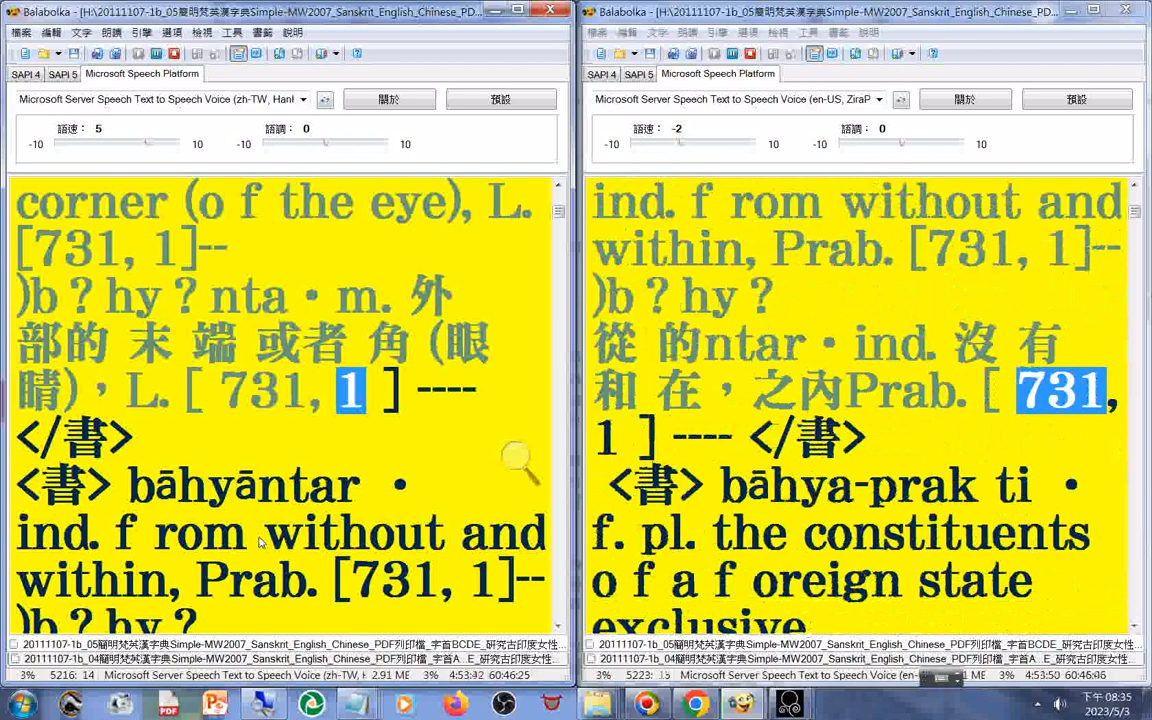 Balabolka - [H:\20111107-1b_05簡明梵英漢字典Simple-MW2007_Sanskrit_English_Chinese_PD...
檔案 編輯 文字 朗讀 引擎 選項 檢視 工具 書籤 說明
SAPI 4 SAPI 5 Microsoft Speech Platform
Microsoft Server Speech Text to Speech Voice (zh-TW, Hanl
關於 預設
語速： 5 語調： 0
-10 10 -10 10
corner (o f the eye), L.
[731, 1]--
)b？hy？nta・m. 外
部的 末 端 或者 角 (眼
睛)，L. [ 731, 1 ] ----
</書>
<書> bāhyāntar ・
ind. f rom without and
within, Prab. [731, 1]--
)b？hy？
20111107-1b_05簡明梵英漢字典Simple-MW2007_Sanskrit_English_Chinese_PDF列印檔_字首BCDE_研究古印度女性...
20111107-1b_04簡明梵英漢字典Simple-MW2007_Sanskrit_English_Chinese_PDF列印檔_字首A...E_研究古印度女性...
3% 5216: 14 Microsoft Server Speech Text to Speech Voice (zh-TW, 2.91 ME 3% 4:53:32 60:46:25
Balabolka - [H:\20111107-1b_05簡明梵英漢字典Simple-MW2007_Sanskrit_English_Chinese_PD...
檔案 編輯 文字 朗讀 引擎 選項 檢視 工具 書籤 說明
SAPI 4 SAPI 5 Microsoft Speech Platform
Microsoft Server Speech Text to Speech Voice (en-US, ZiraP
關於 預設
語速： -2 語調： 0
-10 10 -10 10
ind. f rom without and
within, Prab. [731, 1]--
)b？hy？
從 的ntar・ind. 沒 有
和 在，之內Prab. [ 731,
1 ] ---- </書>
<書> bāhya-prak ti ・
f. pl. the constituents
o f a f oreign state
exclusive
20111107-1b_05簡明梵英漢字典Simple-MW2007_Sanskrit_English_Chinese_PDF列印檔_字首BCDE_研究古印度女性...
20111107-1b_04簡明梵英漢字典Simple-MW2007_Sanskrit_English_Chinese_PDF列印檔_字首A...E_研究古印度女性...
3% Microsoft Server Speech Text to Speech Voice ME 3% 4:53:50
下午 08:35
2023/5/3